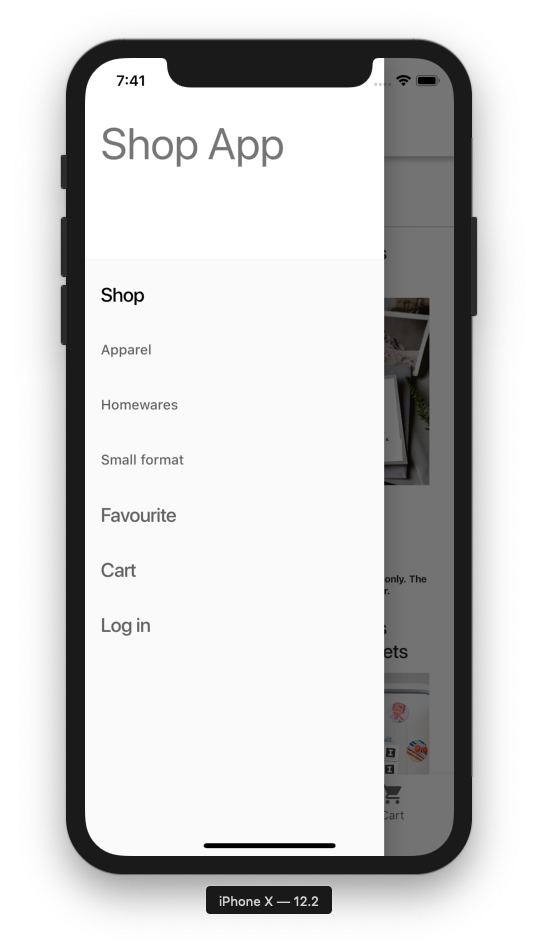 7:41
Shop App
Shop
Apparel
Homewares
Small format
Favourite
Cart
Log in
s
only. The
r.
s
ets
Cart
iPhone X — 12.2